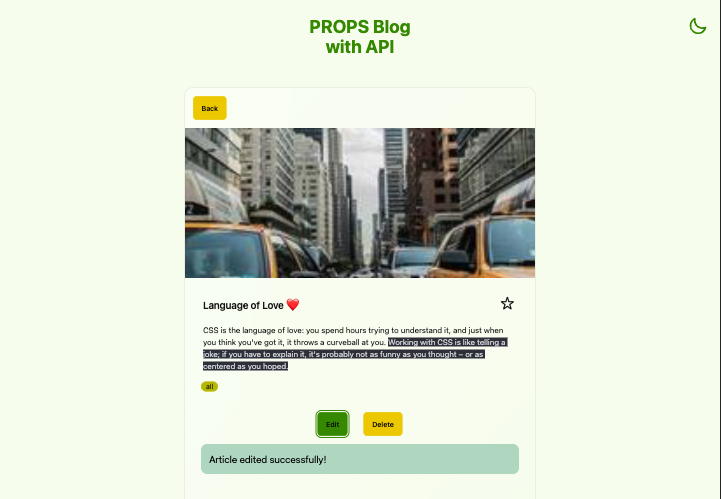 PROPS Blog
with API
Back
Language of Love ❤️
CSS is the language of love: you spend hours trying to understand it, and just when
you think you've got it, it throws a curveball at you. Working with CSS is like telling a
joke; if you have to explain it, it's probably not as funny as you thought – or as
centered as you hoped.
all
Edit
Delete
Article edited successfully!